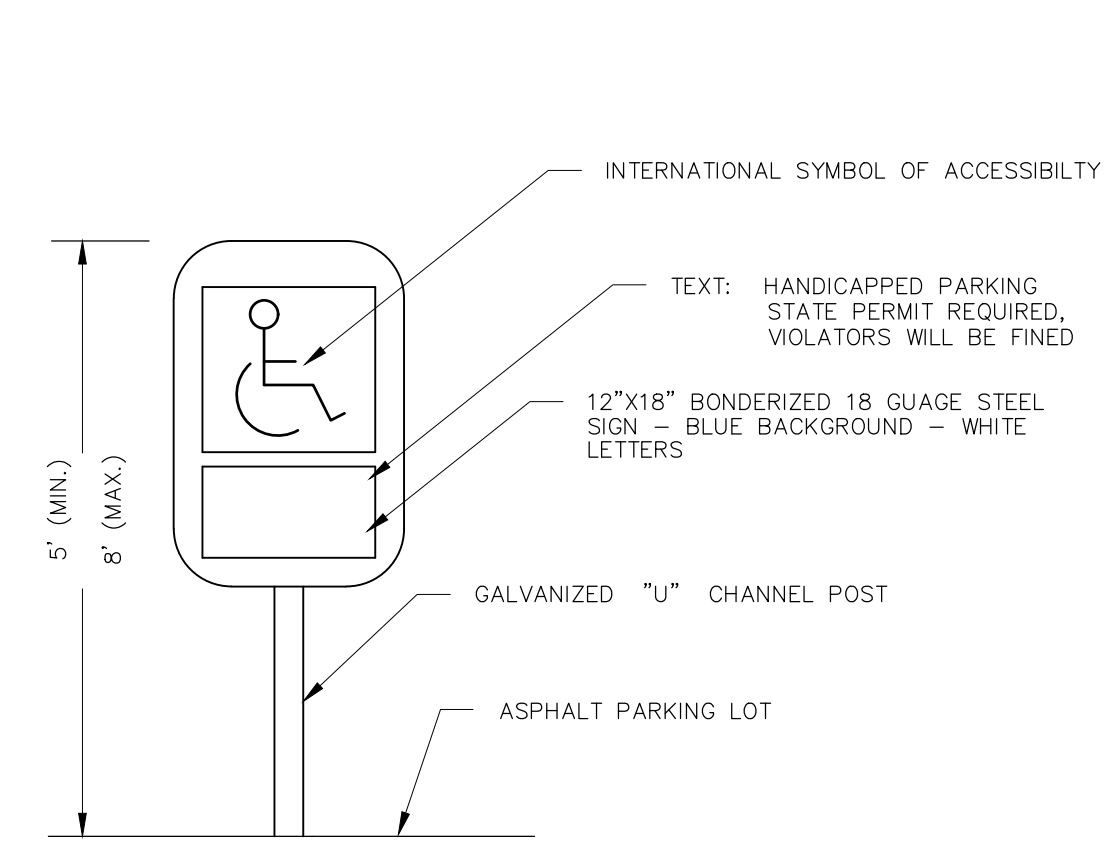 INTERNATIONAL SYMBOL OF ACCESSIBILTY
TEXT: HANDICAPPED PARKING
STATE PERMIT REQUIRED,
VIOLATORS WILL BE FINED
12"X18" BONDERIZED 18 GUAGE STEEL
SIGN – BLUE BACKGROUND – WHITE
LETTERS
5' (MIN.)
8' (MAX.)
GALVANIZED "U" CHANNEL POST
ASPHALT PARKING LOT